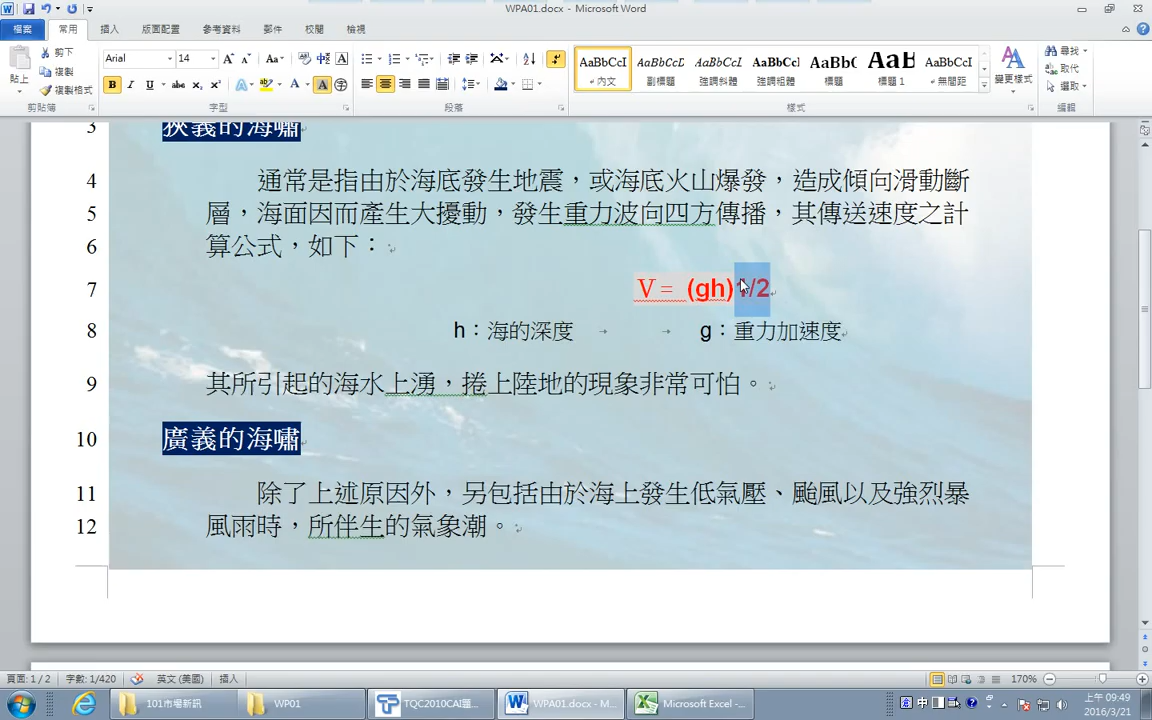 WPA01.docx - Microsoft Word
檔案 常用 插入 版面配置 參考資料 郵件 校閱 檢視
貼上 剪下 複製 複製格式 剪貼簿
Arial 14 字型
段落
AaBbCcI AaBbCcD AaBbCcI AaBbCcI AaBbC AaB AaBbCcI
內文 副標題 強調斜體 強調粗體 標題 標題 1 無間距 樣式
變更樣式
尋找 取代 選取 編輯
3 狹義的海嘯
4 通常是指由於海底發生地震,或海底火山爆發,造成傾向滑動斷
5 層,海面因而產生大擾動,發生重力波向四方傳播,其傳送速度之計
6 算公式,如下:
7 V = (gh)1/2
8 h:海的深度 g:重力加速度
9 其所引起的海水上湧,捲上陸地的現象非常可怕。
10 廣義的海嘯
11 除了上述原因外,另包括由於海上發生低氣壓、颱風以及強烈暴
12 風雨時,所伴生的氣象潮。
頁面: 1 / 2 字數: 1/420 英文 (美國) 插入 170%
101市場新訊 WP01 TQC2010CAI題... WPA01.docx - M... Microsoft Excel -... 中 上午 09:49
2016/3/21